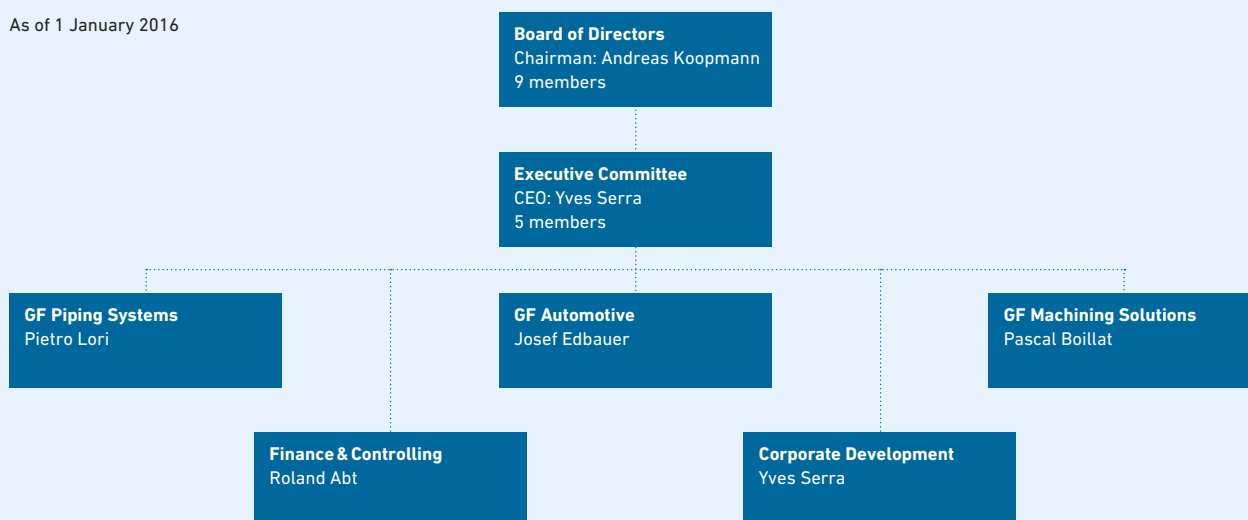 As of 1 January 2016
Board of Directors
Chairman: Andreas Koopmann
9 members
Executive Committee
CEO: Yves Serra
5 members
GF Piping Systems
Pietro Lori
GF Automotive
Josef Edbauer
GF Machining Solutions
Pascal Boillat
Finance & Controlling
Roland Abt
Corporate Development
Yves Serra